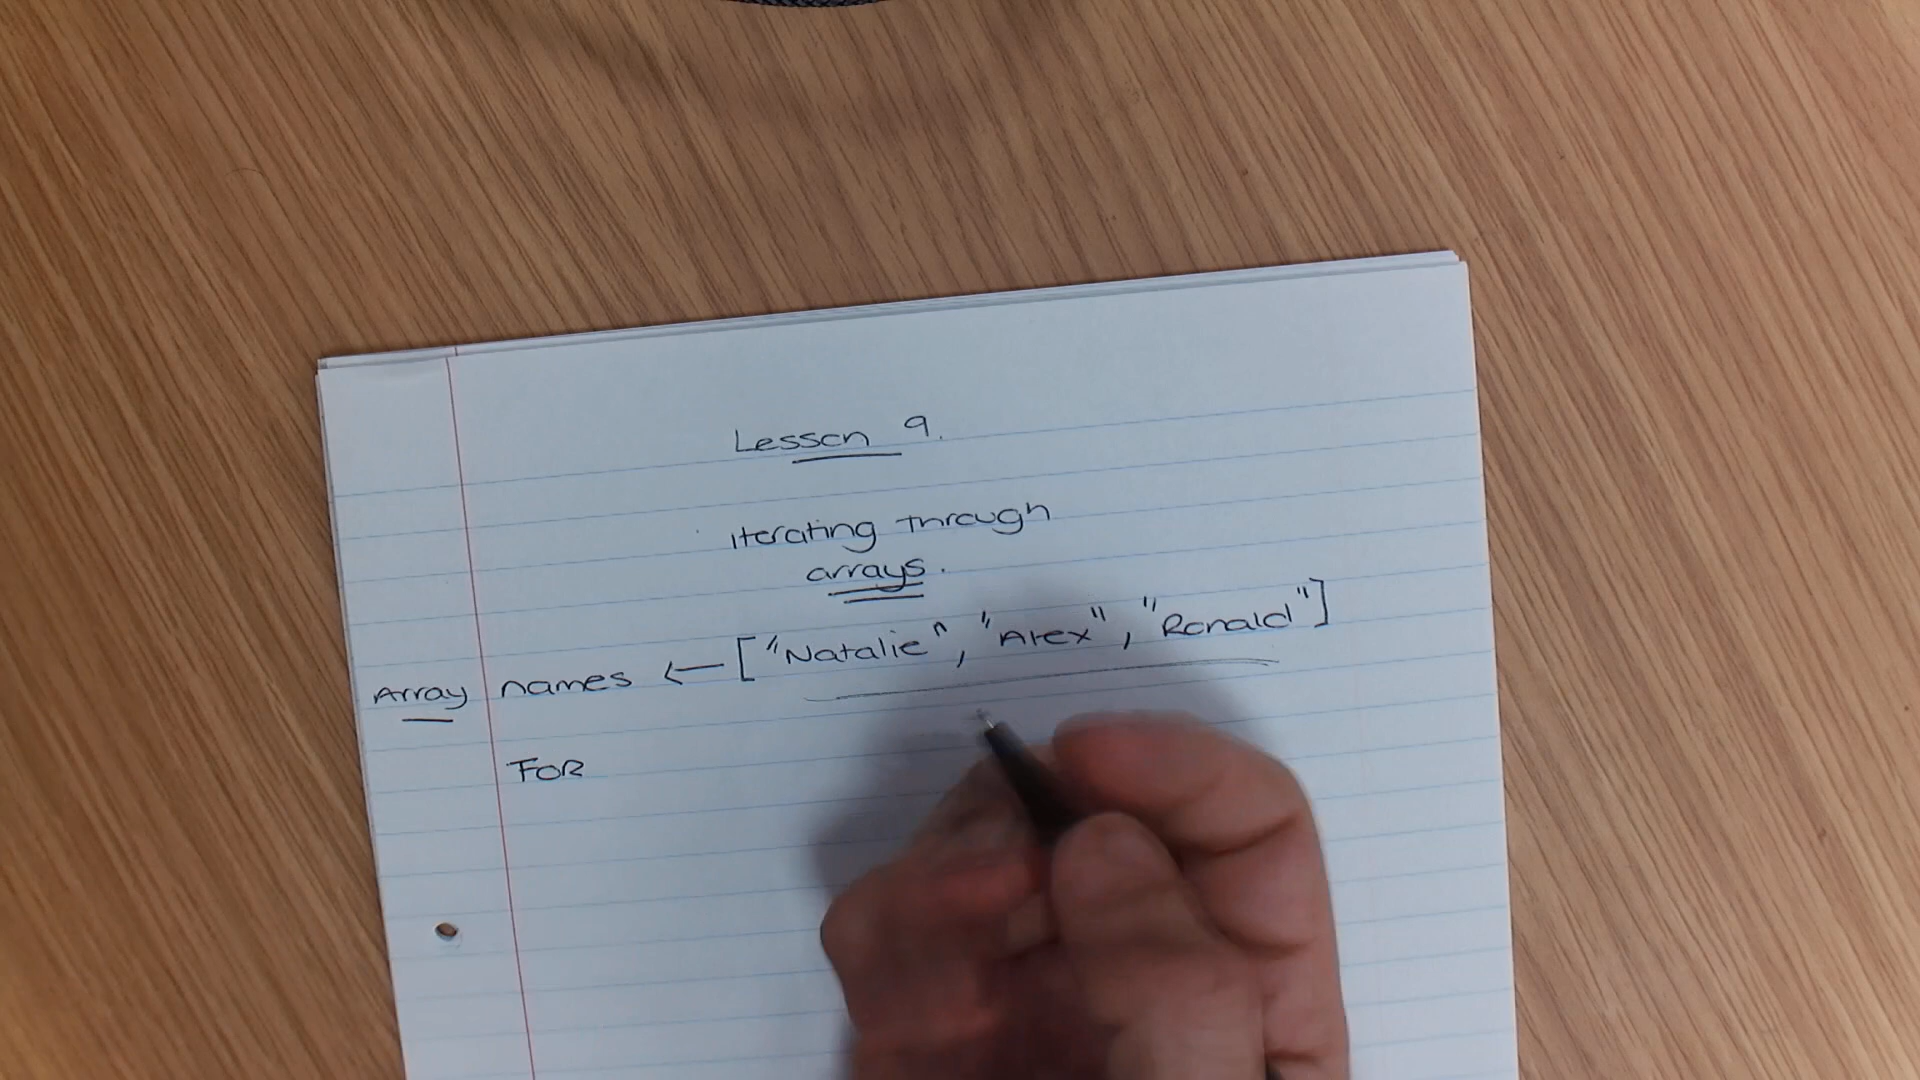 Lesson 9.
iterating through
arrays.
Array names ← ["Natalie", "Alex", "Ronald"]
FOR